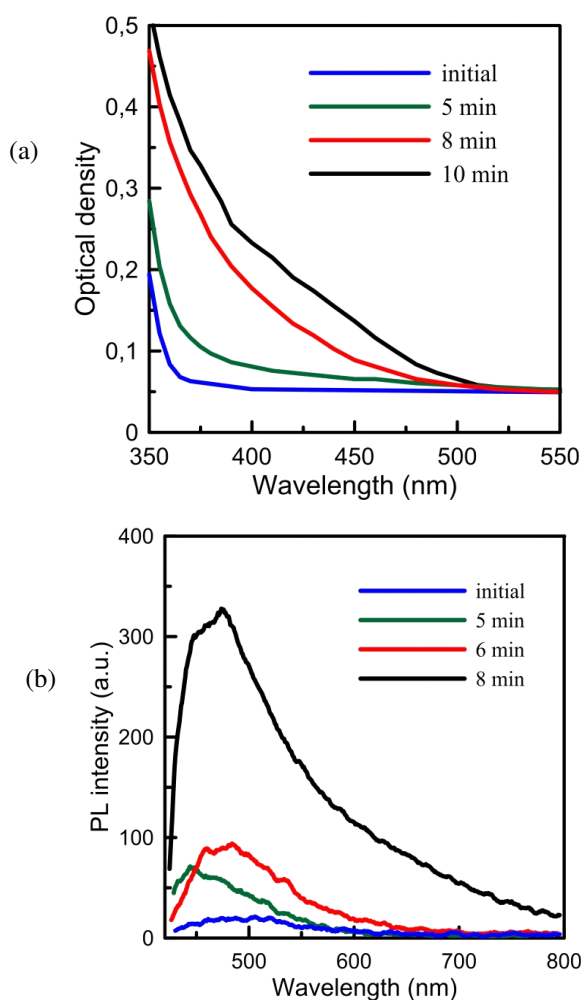 (a)
Optical density
0,5
0,4
0,3
0,2
0,1
0
initial
5 min
8 min
10 min
350 400 450 500 550
Wavelength (nm)
(b)
PL intensity (a.u.)
400
300
200
100
0
initial
5 min
6 min
8 min
500 600 700 800
Wavelength (nm)